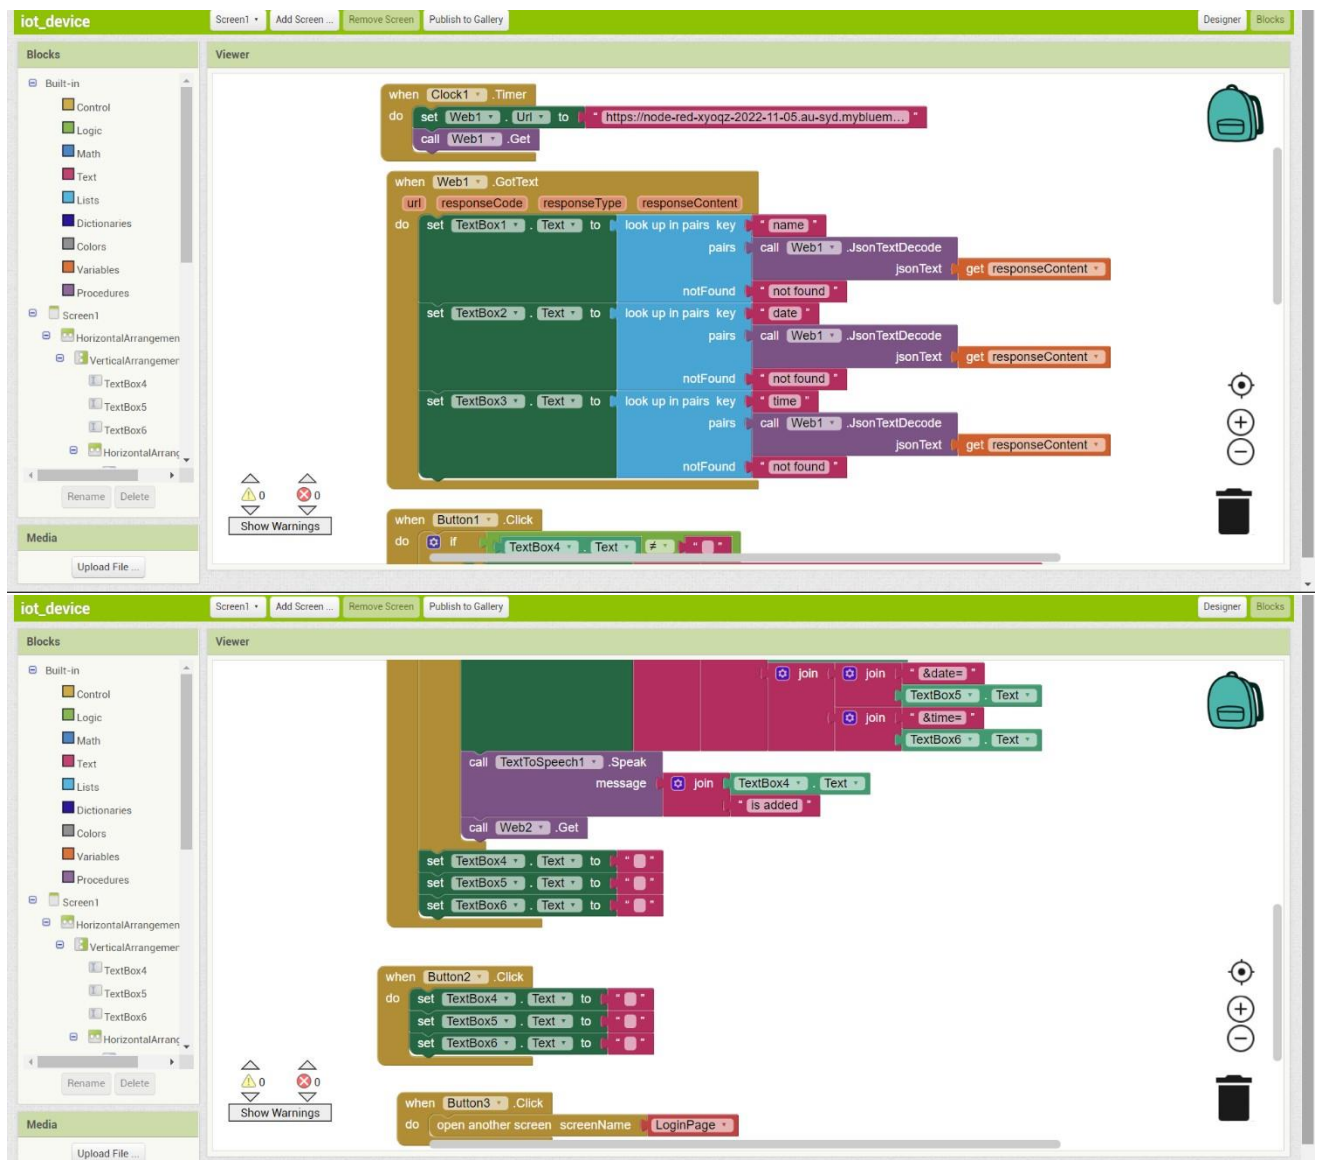 iot_device Screen1 Add Screen ... Remove Screen Publish to Gallery Designer Blocks
Blocks Viewer
Built-in
Control
Logic
Math
Text
Lists
Dictionaries
Colors
Variables
Procedures
Screen1
HorizontalArrangemen
VerticalArrangemer
TextBox4
TextBox5
TextBox6
HorizontalArrang
Rename Delete
Media
Upload File ...
when Clock1 .Timer
do set Web1 . Url to " https://node-red-xyoqz-2022-11-05.au-syd.mybluem... "
call Web1 .Get
when Web1 .GotText
url responseCode responseType responseContent
do set TextBox1 . Text to look up in pairs key " name "
pairs call Web1 .JsonTextDecode
jsonText get responseContent
notFound " not found "
set TextBox2 . Text to look up in pairs key " date "
pairs call Web1 .JsonTextDecode
jsonText get responseContent
notFound " not found "
set TextBox3 . Text to look up in pairs key " time "
pairs call Web1 .JsonTextDecode
jsonText get responseContent
notFound " not found "
when Button1 .Click
do if TextBox4 . Text ≠ " "
0 0
Show Warnings
iot_device Screen1 Add Screen ... Remove Screen Publish to Gallery Designer Blocks
Blocks Viewer
Built-in
Control
Logic
Math
Text
Lists
Dictionaries
Colors
Variables
Procedures
Screen1
HorizontalArrangemen
VerticalArrangemer
TextBox4
TextBox5
TextBox6
HorizontalArrang
Rename Delete
Media
Upload File ...
join join " &date= "
TextBox5 . Text
join " &time= "
TextBox6 . Text
call TextToSpeech1 .Speak
message join TextBox4 . Text
" is added "
call Web2 .Get
set TextBox4 . Text to " "
set TextBox5 . Text to " "
set TextBox6 . Text to " "
when Button2 .Click
do set TextBox4 . Text to " "
set TextBox5 . Text to " "
set TextBox6 . Text to " "
when Button3 .Click
do open another screen screenName LoginPage
0 0
Show Warnings